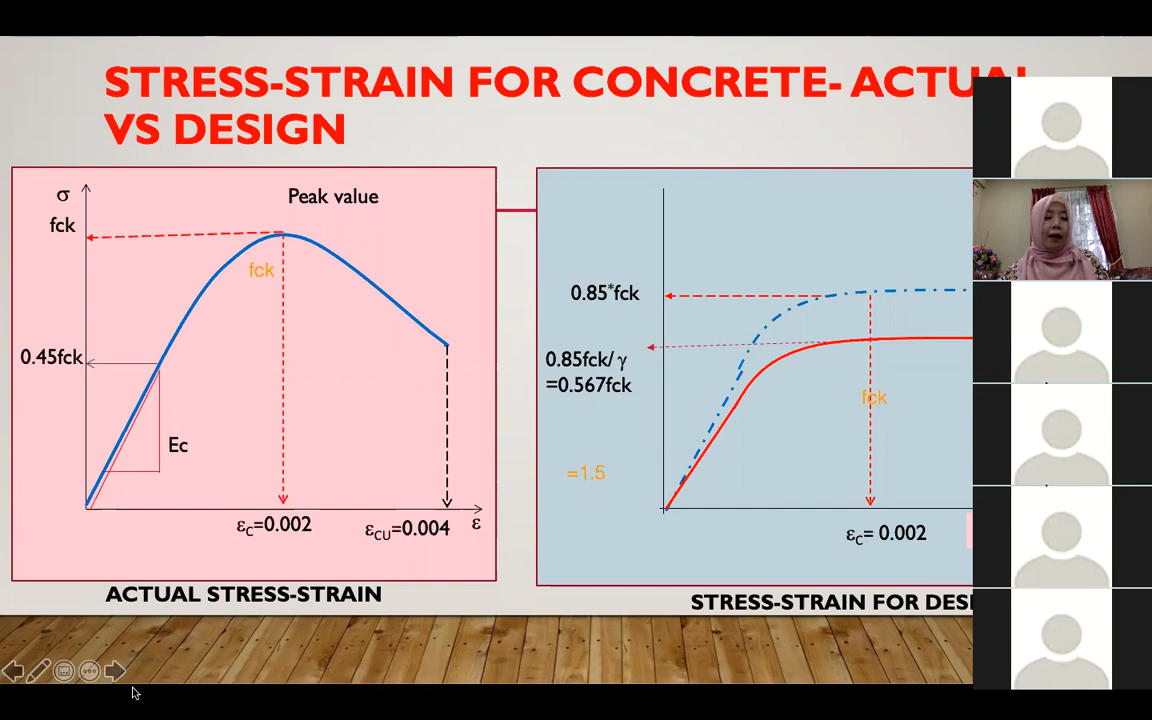 STRESS-STRAIN FOR CONCRETE- ACTUAL
VS DESIGN
σ
Peak value
fck
fck
0.45fck
Ec
εC=0.002
εCU=0.004
ε
ACTUAL STRESS-STRAIN
0.85*fck
0.85fck/ γ
=0.567fck
fck
=1.5
εC= 0.002
STRESS-STRAIN FOR DESI